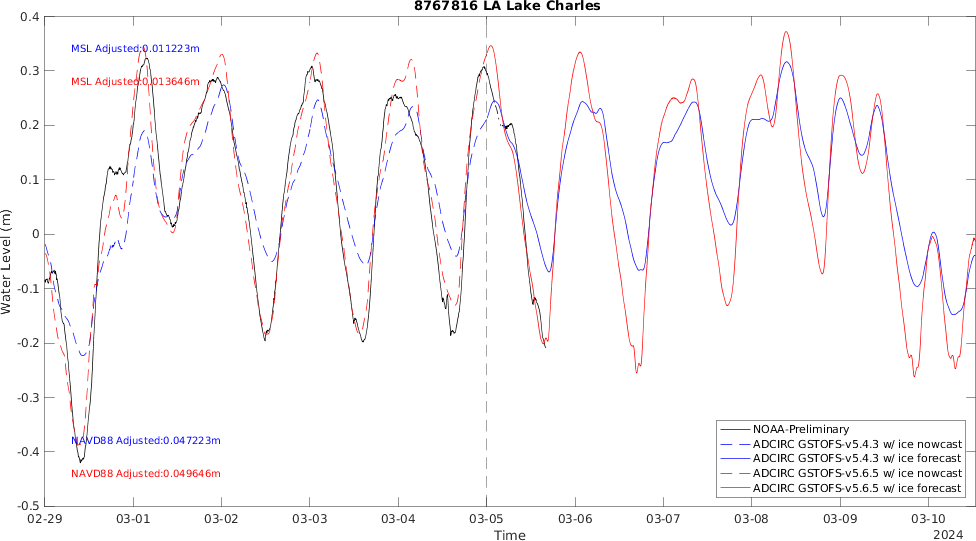 8767816 LA Lake Charles
MSL Adjusted:0.011223m
MSL Adjusted:0.013646m
NAVD88 Adjusted:0.047223m
NAVD88 Adjusted:0.049646m
Water Level (m)
0.4
0.3
0.2
0.1
0
-0.1
-0.2
-0.3
-0.4
-0.5
NOAA-Preliminary
ADCIRC GSTOFS-v5.4.3 w/ ice nowcast
ADCIRC GSTOFS-v5.4.3 w/ ice forecast
ADCIRC GSTOFS-v5.6.5 w/ ice nowcast
ADCIRC GSTOFS-v5.6.5 w/ ice forecast
02-29 03-01 03-02 03-03 03-04 03-05 03-06 03-07 03-08 03-09 03-10
Time
2024